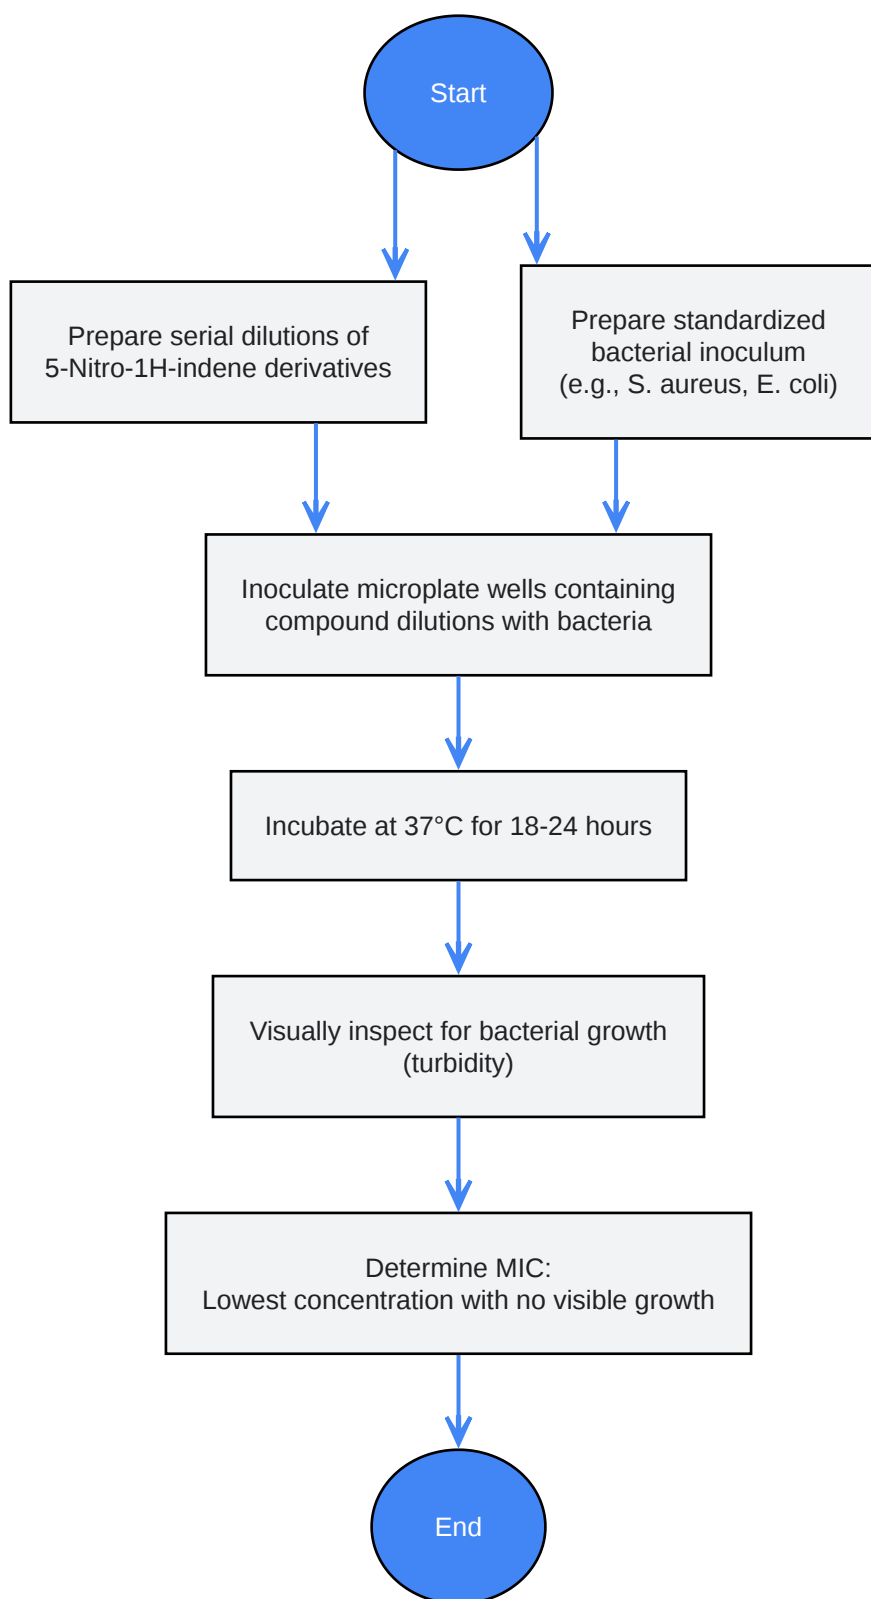 Start
Prepare serial dilutions of
5-Nitro-1H-indene derivatives
Prepare standardized
bacterial inoculum
(e.g., S. aureus, E. coli)
Inoculate microplate wells containing
compound dilutions with bacteria
Incubate at 37°C for 18-24 hours
Visually inspect for bacterial growth
(turbidity)
Determine MIC:
Lowest concentration with no visible growth
End